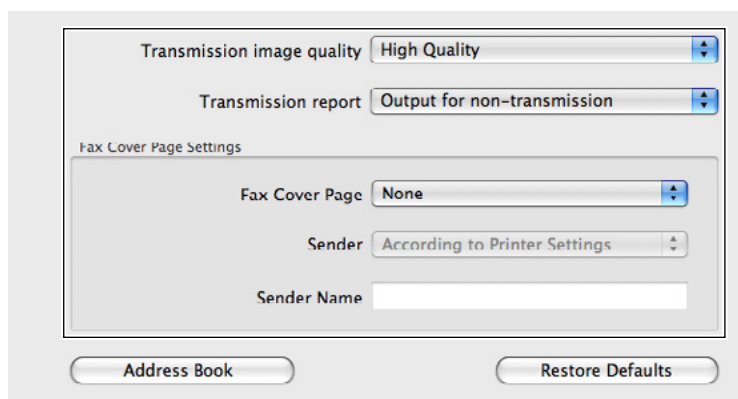 Transmission image quality High Quality
Transmission report Output for non-transmission
Fax Cover Page Settings
Fax Cover Page None
Sender According to Printer Settings
Sender Name
Address Book Restore Defaults